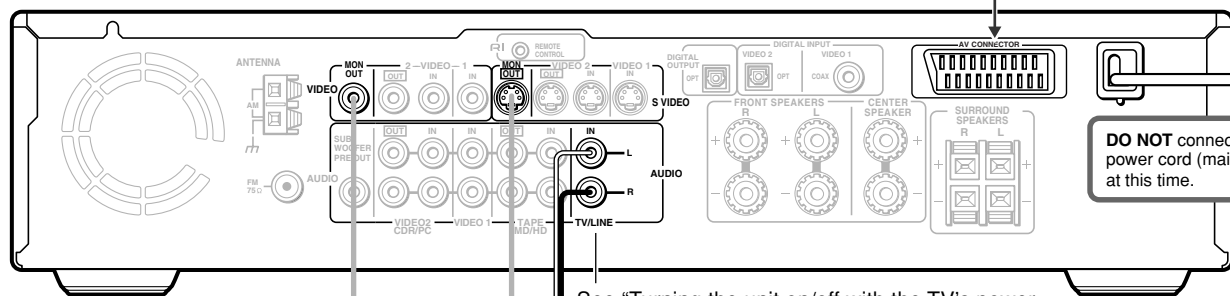 RI REMOTE CONTROL
ANTENNA
AM
FM
75Ω
MON OUT
2 – VIDEO – 1
OUT IN IN
VIDEO
MON OUT
VIDEO 2
OUT IN
VIDEO 1
IN
S VIDEO
SUB WOOFER PREOUT
OUT IN IN OUT IN IN
L
R
AUDIO
AUDIO
VIDEO2 CDR/PC
VIDEO 1
TAPE MD/HD
TV/LINE
DIGITAL OUTPUT
OPT
DIGITAL INPUT
VIDEO 2
OPT
VIDEO 1
COAX
FRONT SPEAKERS
R L
CENTER SPEAKER
+ + +
– – –
SURROUND SPEAKERS
R L
+ +
– –
AV CONNECTOR
DO NOT connec
power cord (mai
at this time.
See “Turning the unit on/off with the TV's power